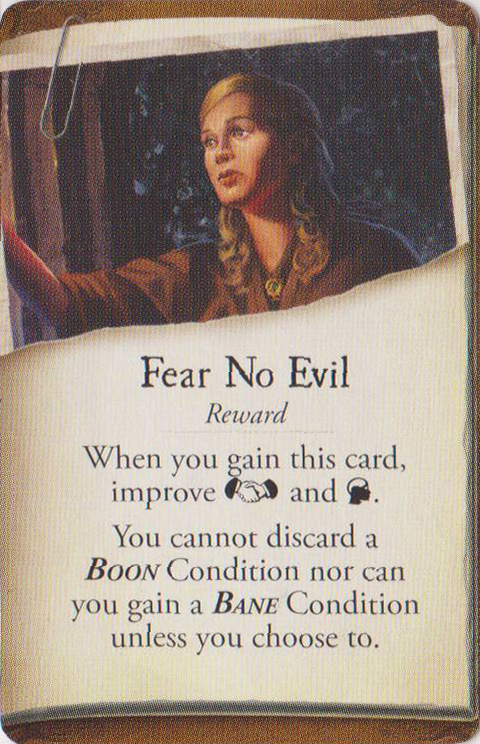 Fear No Evil
Reward
When you gain this card,
improve and .
You cannot discard a
BOON Condition nor can
you gain a BANE Condition
unless you choose to.